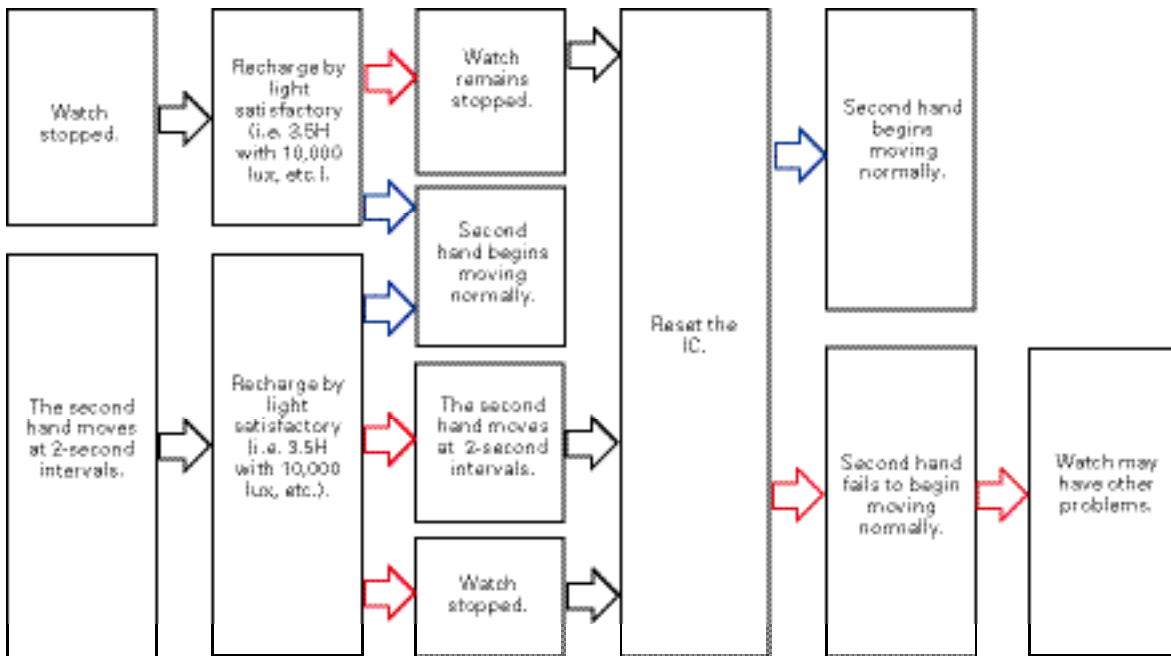 Watch
stopped.
Recharge by
light
satisfactory
(i.e. 3.5H
with 10,000
lux, etc.).
Watch
remains
stopped.
Second
hand begins
moving
normally.
Reset the
IC.
Second hand
begins
moving
normally.
The second
hand moves
at 2-second
intervals.
Recharge by
light
satisfactory
(i.e. 3.5H
with 10,000
lux, etc.).
The second
hand moves
at 2-second
intervals.
Watch
stopped.
Second hand
fails to begin
moving
normally.
Watch may
have other
problems.